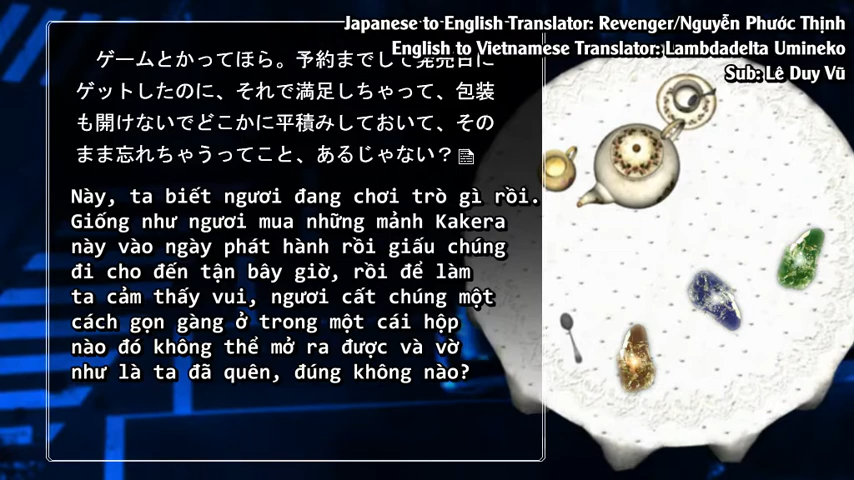 Japanese to English Translator: Revenger/Nguyễn Phước Thịnh
English to Vietnamese Translator: Lambdadelta Umineko
Sub: Lê Duy Vũ
ゲームとかってほら。予約までして発売日に
ゲットしたのに、それで満足しちゃって、包装
も開けないでどこかに平積みしておいて、その
まま忘れちゃうってこと、あるじゃない？
Này, ta biết ngươi đang chơi trò gì rồi.
Giống như ngươi mua những mảnh Kakera
này vào ngày phát hành rồi giấu chúng
đi cho đến tận bây giờ, rồi để làm
ta cảm thấy vui, ngươi cất chúng một
cách gọn gàng ở trong một cái hộp
nào đó không thể mở ra được và vờ
như là ta đã quên, đúng không nào?